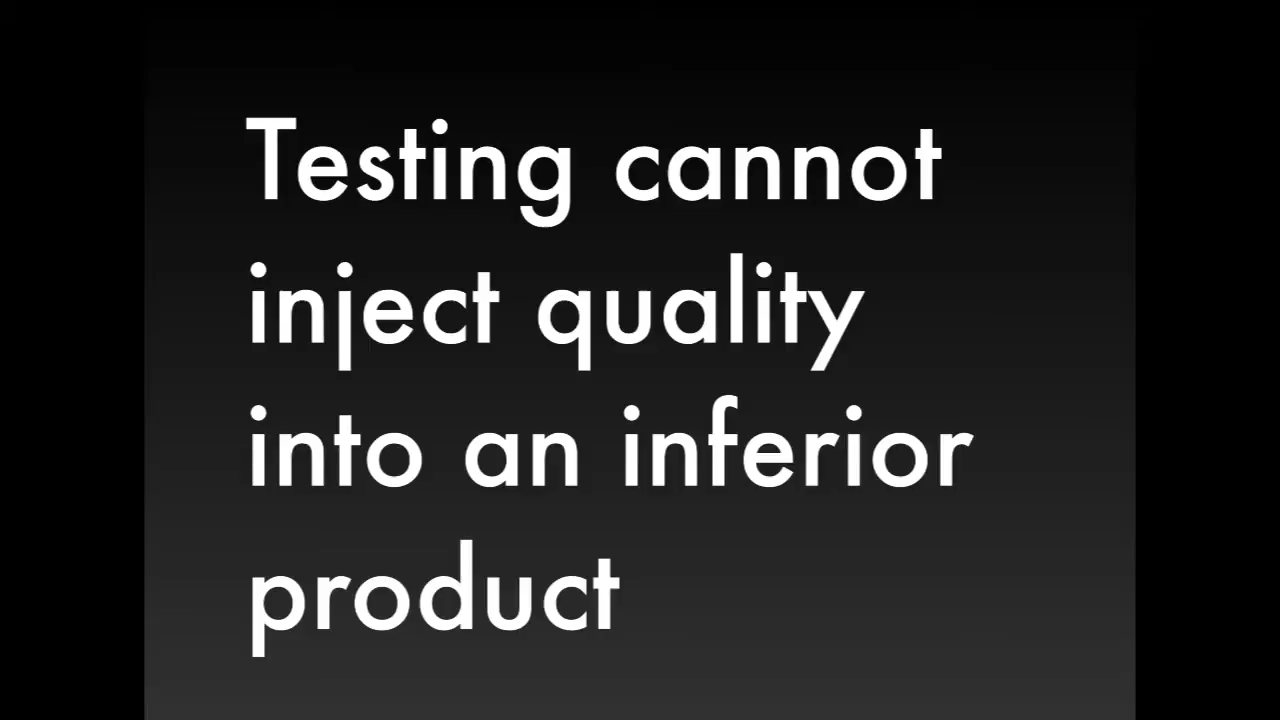 Testing cannot
inject quality
into an inferior
product